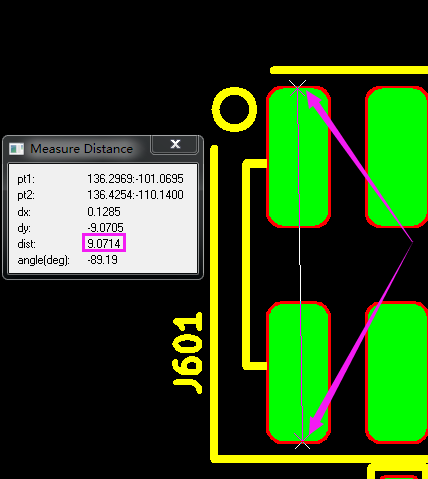 Measure Distance
pt1: 136.2969:-101.0695
pt2: 136.4254:-110.1400
dx: 0.1285
dy: -9.0705
dist: 9.0714
angle(deg): -89.19
J601